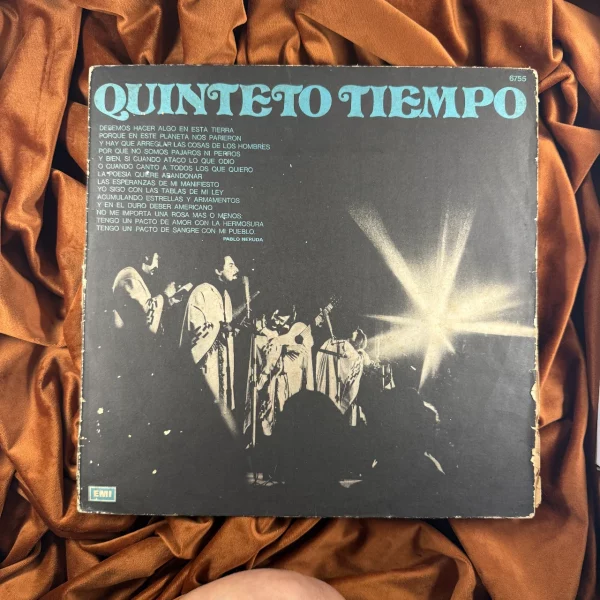 6755
QUINTETO TIEMPO
DEBEMOS HACER ALGO EN ESTA TIERRA
PORQUE EN ESTE PLANETA NOS PARIERON
Y HAY QUE ARREGLAR LAS COSAS DE LOS HOMBRES
POR QUE NO SOMOS PAJAROS NI PERROS
Y BIEN, SI CUANDO ATACO LO QUE ODIO
O CUANDO CANTO A TODOS LOS QUE QUIERO
LA POESIA QUIERE ABANDONAR
LAS ESPERANZAS DE MI MANIFIESTO
YO SIGO CON LAS TABLAS DE MI LEY
ACUMULANDO ESTRELLAS Y ARMAMENTOS
Y EN EL DURO DEBER AMERICANO
NO ME IMPORTA UNA ROSA MAS O MENOS
TENGO UN PACTO DE AMOR CON LA HERMOSURA
TENGO UN PACTO DE SANGRE CON MI PUEBLO
PABLO NERUDA
EMI